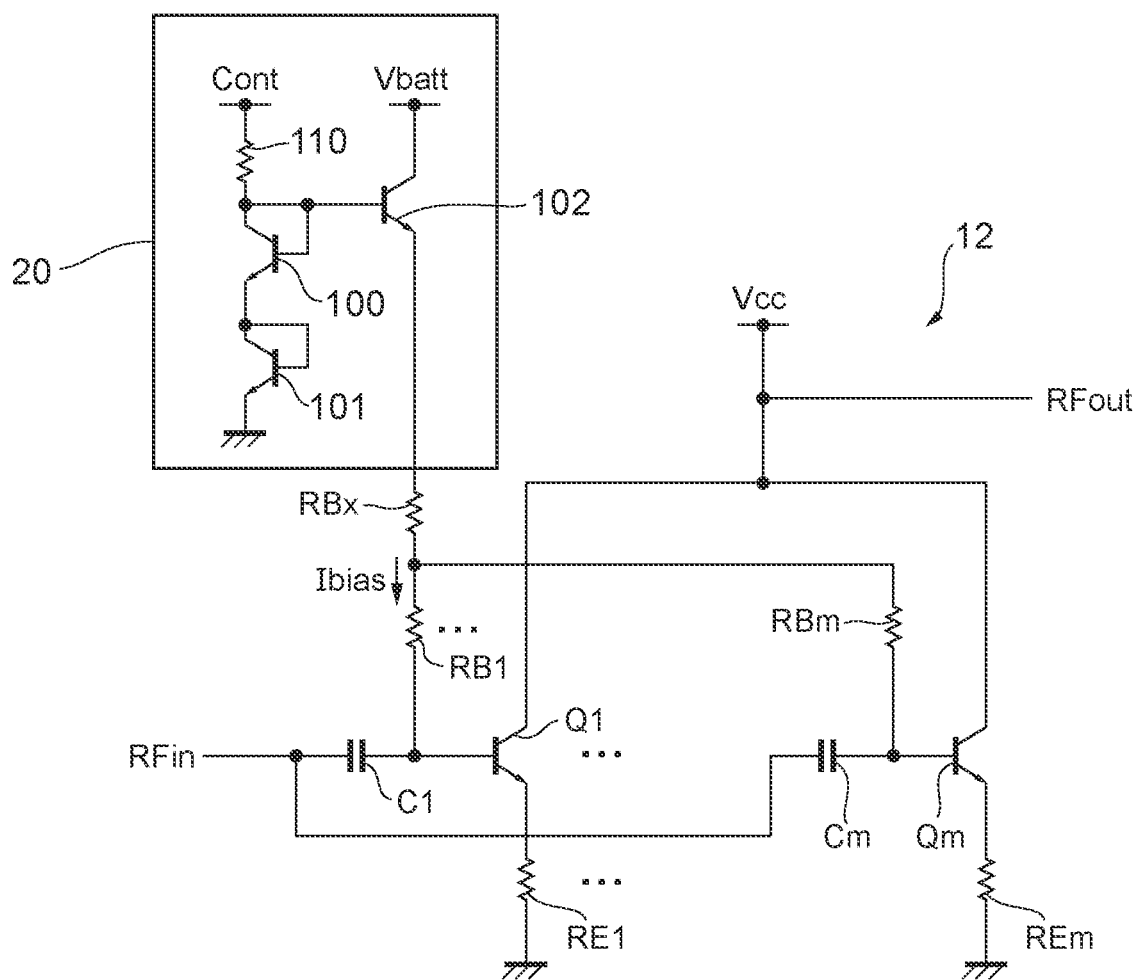 Cont
Vbatt
110
102
20
100
101
12
Vcc
RFout
RBx
Ibias
...
RB1
RBm
RFin
C1
Q1
...
Cm
Qm
...
RE1
REm